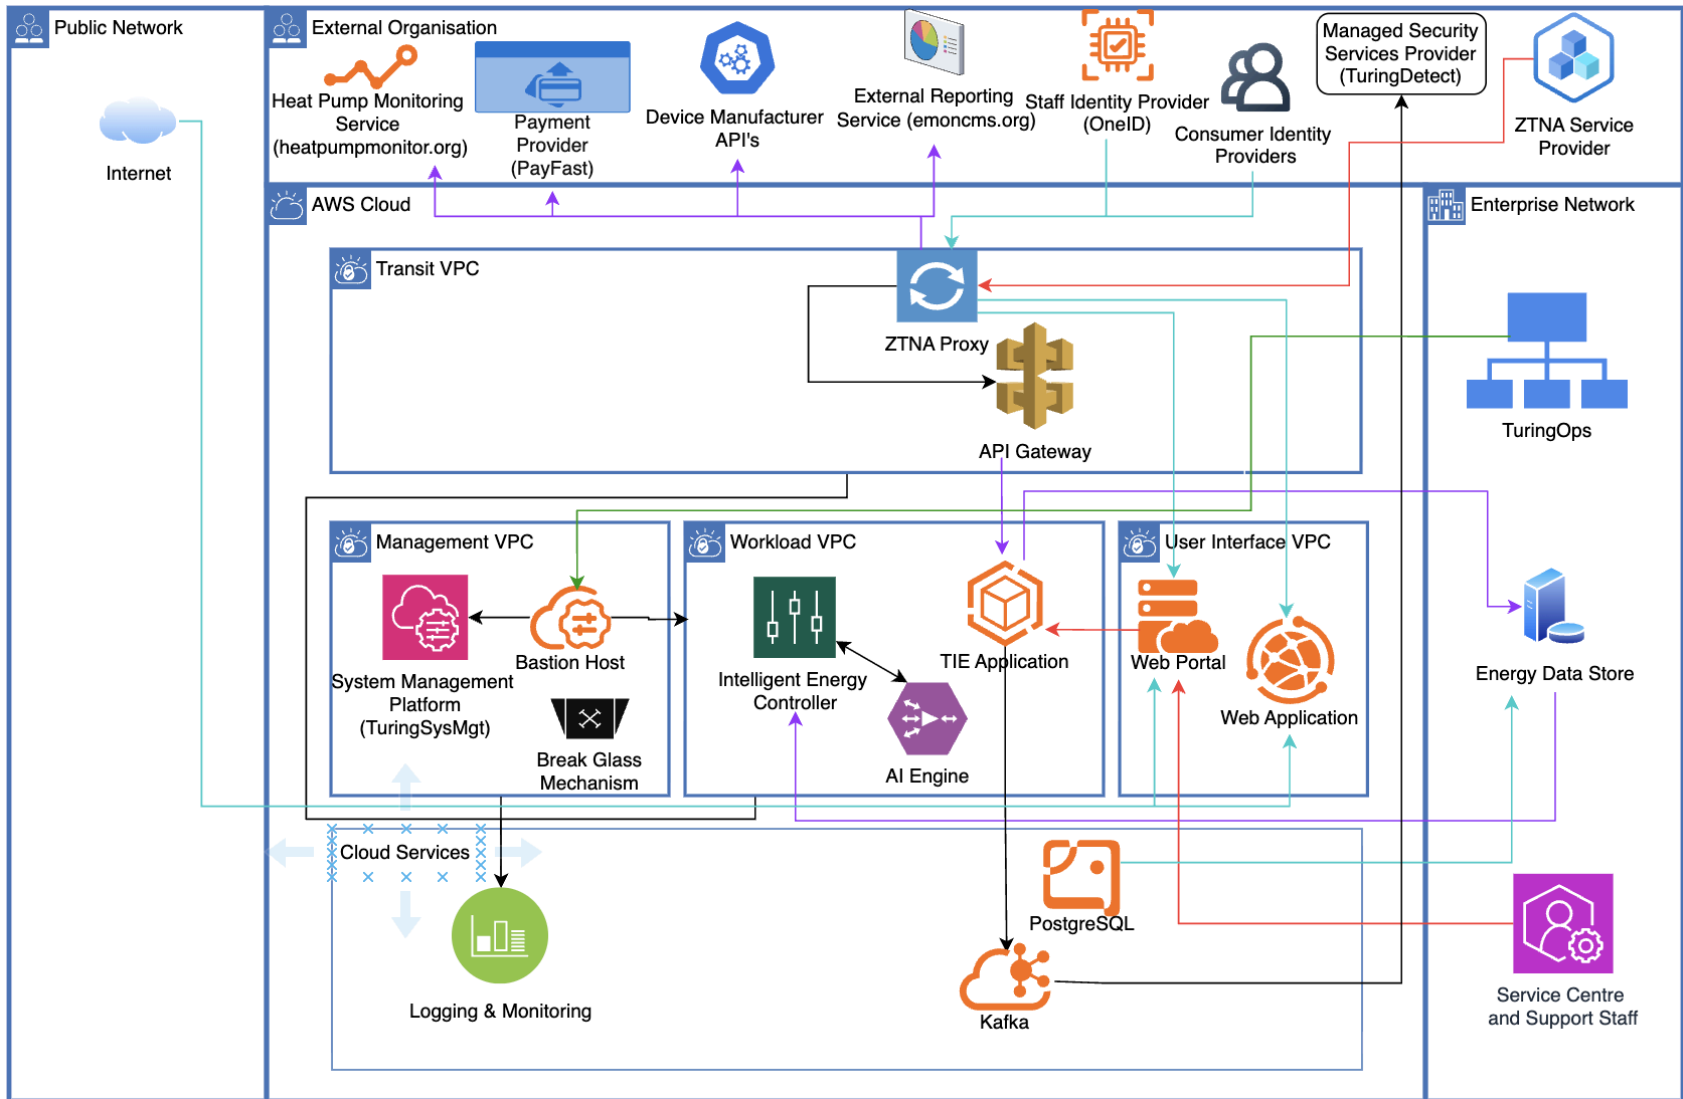 Public Network
External Organisation
Heat Pump Monitoring
Service
(heatpumpmonitor.org)
Payment
Provider
(PayFast)
Device Manufacturer
API's
External Reporting
Service (emoncms.org)
Staff Identity Provider
(OneID)
Consumer Identity
Providers
Managed Security
Services Provider
(TuringDetect)
ZTNA Service
Provider
Internet
AWS Cloud
Enterprise Network
Transit VPC
ZTNA Proxy
API Gateway
TuringOps
Management VPC
Workload VPC
User Interface VPC
System Management
Platform
(TuringSysMgt)
Bastion Host
Break Glass
Mechanism
Intelligent Energy
Controller
AI Engine
TIE Application
Web Portal
Web Application
Energy Data Store
Cloud Services
Logging & Monitoring
PostgreSQL
Kafka
Service Centre
and Support Staff